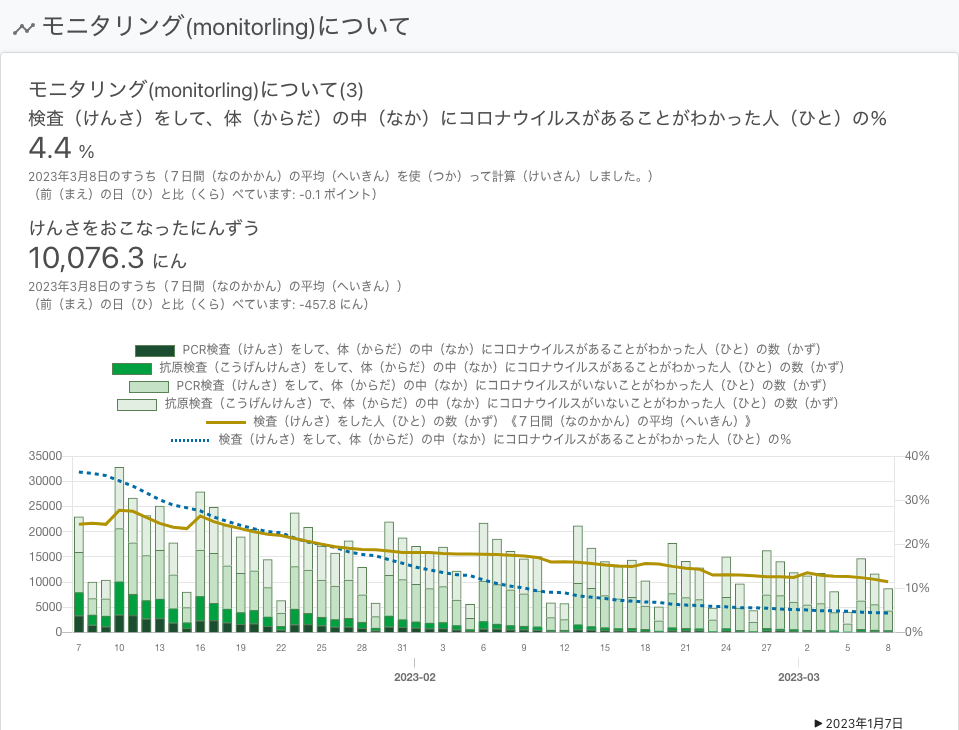 モニタリング(monitorling)について
モニタリング(monitorling)について(3)
検査（けんさ）をして、体（からだ）の中（なか）にコロナウイルスがあることがわかった人（ひと）の%
4.4 %
2023年3月8日のすうち（７日間（なのかかん）の平均（へいきん）を使（つか）って計算（けいさん）しました。）
（前（まえ）の日（ひ）と比（くら）べています: -0.1 ポイント）
けんさをおこなったにんずう
10,076.3 にん
2023年3月8日のすうち（７日間（なのかかん）の平均（へいきん））
（前（まえ）の日（ひ）と比（くら）べています: -457.8 にん）
PCR検査（けんさ）をして、体（からだ）の中（なか）にコロナウイルスがあることがわかった人（ひと）の数（かず）
抗原検査（こうげんけんさ）をして、体（からだ）の中（なか）にコロナウイルスがあることがわかった人（ひと）の数（かず）
PCR検査（けんさ）をして、体（からだ）の中（なか）にコロナウイルスがいないことがわかった人（ひと）の数（かず）
抗原検査（こうげんけんさ）で、体（からだ）の中（なか）にコロナウイルスがいないことがわかった人（ひと）の数（かず）
検査（けんさ）をした人（ひと）の数（かず）《７日間（なのかかん）の平均（へいきん）》
検査（けんさ）をして、体（からだ）の中（なか）にコロナウイルスがあることがわかった人（ひと）の%
35000 40%
30000
25000 30%
20000
15000 20%
10000 10%
5000
0 0%
7 10 13 16 19 22 25 28 31 3 6 9 12 15 18 21 24 27 2 5 8
2023-02 2023-03
▶ 2023年1月7日